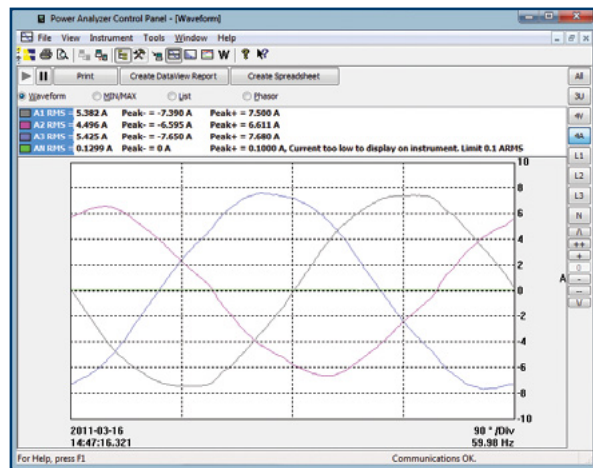 Power Analyzer Control Panel - [Waveform]
File View Instrument Tools Window Help
W ?
Print Create DataView Report Create Spreadsheet
Waveform MIN/MAX List Phasor
A1 RMS = 5.382 A Peak- = -7.390 A Peak+ = 7.500 A
A2 RMS = 4.496 A Peak- = -6.595 A Peak+ = 6.611 A
A3 RMS = 5.425 A Peak- = -7.650 A Peak+ = 7.680 A
AN RMS = 0.1299 A Peak- = 0 A Peak+ = 0.1000 A, Current too low to display on instrument. Limit 0.1 ARMS
10
8
6
4
2
0
-2
-4
-6
-8
-10
A
All
3U
4V
4A
L1
L2
L3
N
/\
++
+
0
-
--
\/
2011-03-16
14:47:16.321
90 °/Div
59.98 Hz
For Help, press F1 Communications OK.